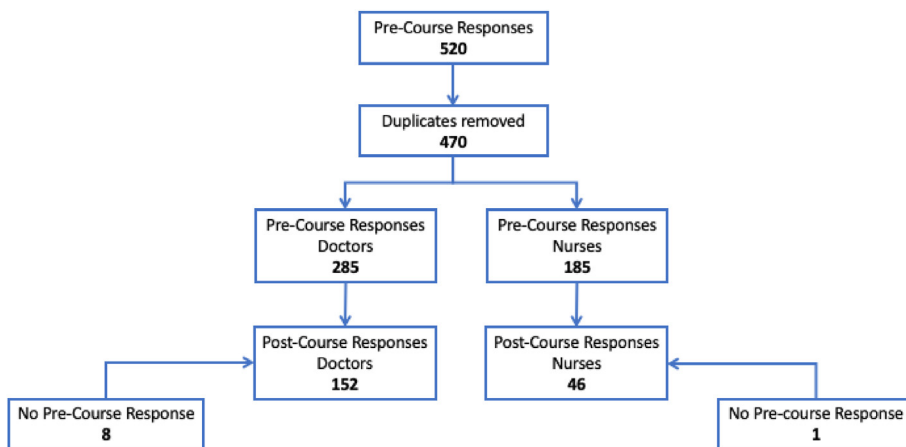 Pre-Course Responses
520
Duplicates removed
470
Pre-Course Responses
Doctors
285
Pre-Course Responses
Nurses
185
Post-Course Responses
Doctors
152
Post-Course Responses
Nurses
46
No Pre-Course Response
8
No Pre-course Response
1